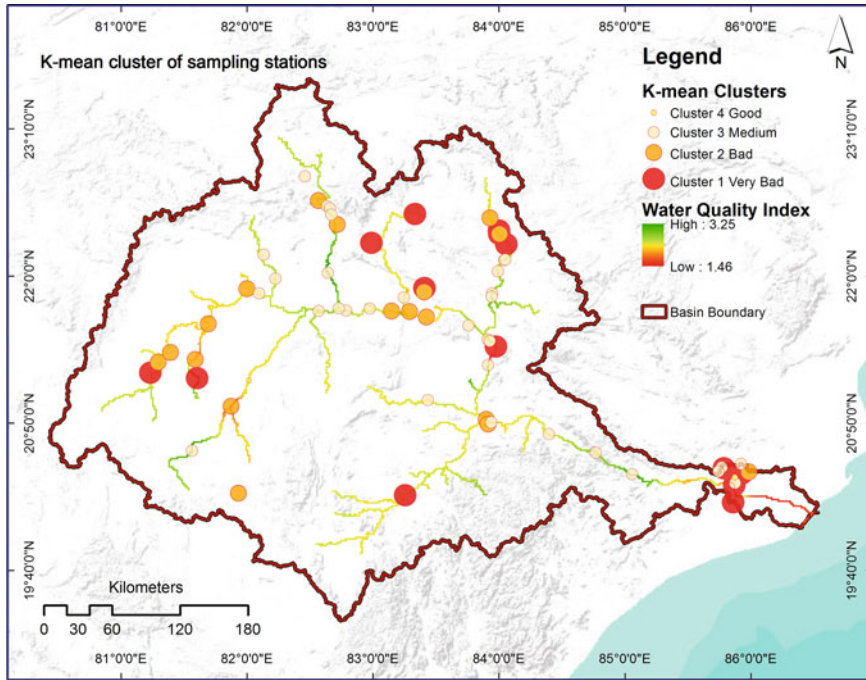 81°0'0"E 82°0'0"E 83°0'0"E 84°0'0"E 85°0'0"E 86°0'0"E
K-mean cluster of sampling stations
N
Legend
K-mean Clusters
Cluster 4 Good
Cluster 3 Medium
Cluster 2 Bad
Cluster 1 Very Bad
Water Quality Index
High : 3.25
Low : 1.46
Basin Boundary
23°10'0"N
22°0'0"N
20°50'0"N
19°40'0"N
23°10'0"N
22°0'0"N
20°50'0"N
19°40'0"N
Kilometers
0 30 60 120 180
81°0'0"E 82°0'0"E 83°0'0"E 84°0'0"E 85°0'0"E 86°0'0"E